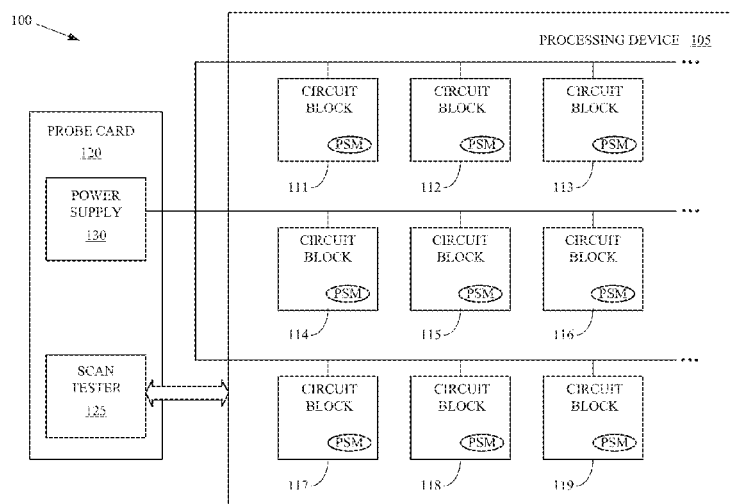 100
PROCESSING DEVICE 105
...
CIRCUIT BLOCK
PSM
111
CIRCUIT BLOCK
PSM
112
CIRCUIT BLOCK
PSM
113
PROBE CARD
120
POWER SUPPLY
130
...
CIRCUIT BLOCK
PSM
114
CIRCUIT BLOCK
PSM
115
CIRCUIT BLOCK
PSM
116
SCAN TESTER
125
...
CIRCUIT BLOCK
PSM
117
CIRCUIT BLOCK
PSM
118
CIRCUIT BLOCK
PSM
119